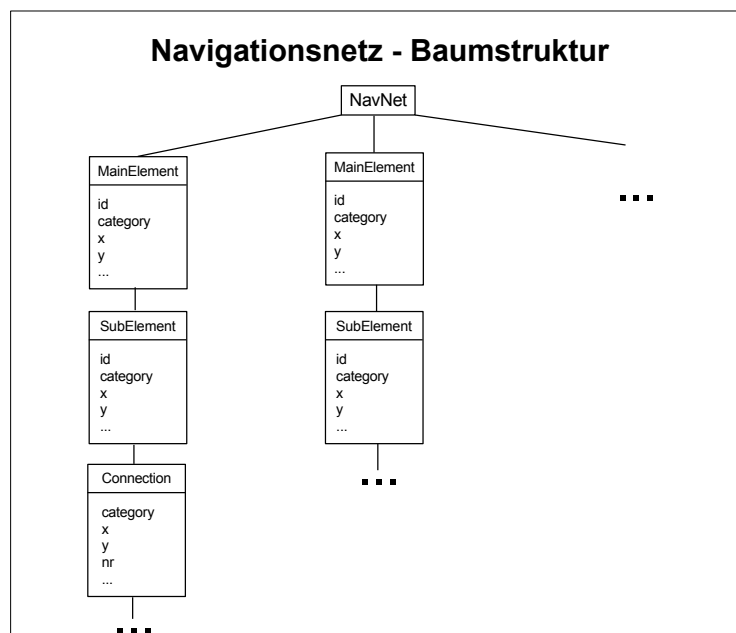 Navigationsnetz - Baumstruktur
NavNet
MainElement
id
category
x
y
...
SubElement
id
category
x
y
...
Connection
category
x
y
nr
...
...
MainElement
id
category
x
y
...
SubElement
id
category
x
y
...
...
...